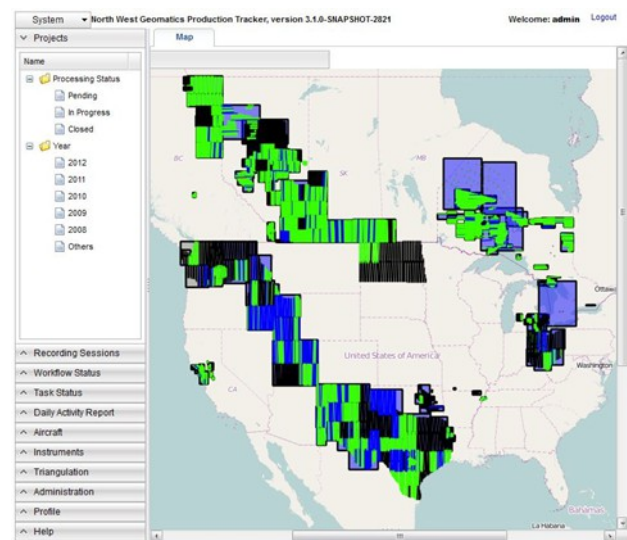 System North West Geomatics Production Tracker, version 3.1.0-SNAPSHOT-2821 Welcome: admin Logout
Projects
Map
Name
Processing Status
Pending
In Progress
Closed
Year
2012
2011
2010
2009
2008
Others
BC
SK
MB
Ottawa
Recording Sessions
United States of America
Workflow Status
Washington
Task Status
CA
Daily Activity Report
Aircraft
Instruments
Triangulation
Administration
Profile
Bahamas
Help
La Habana